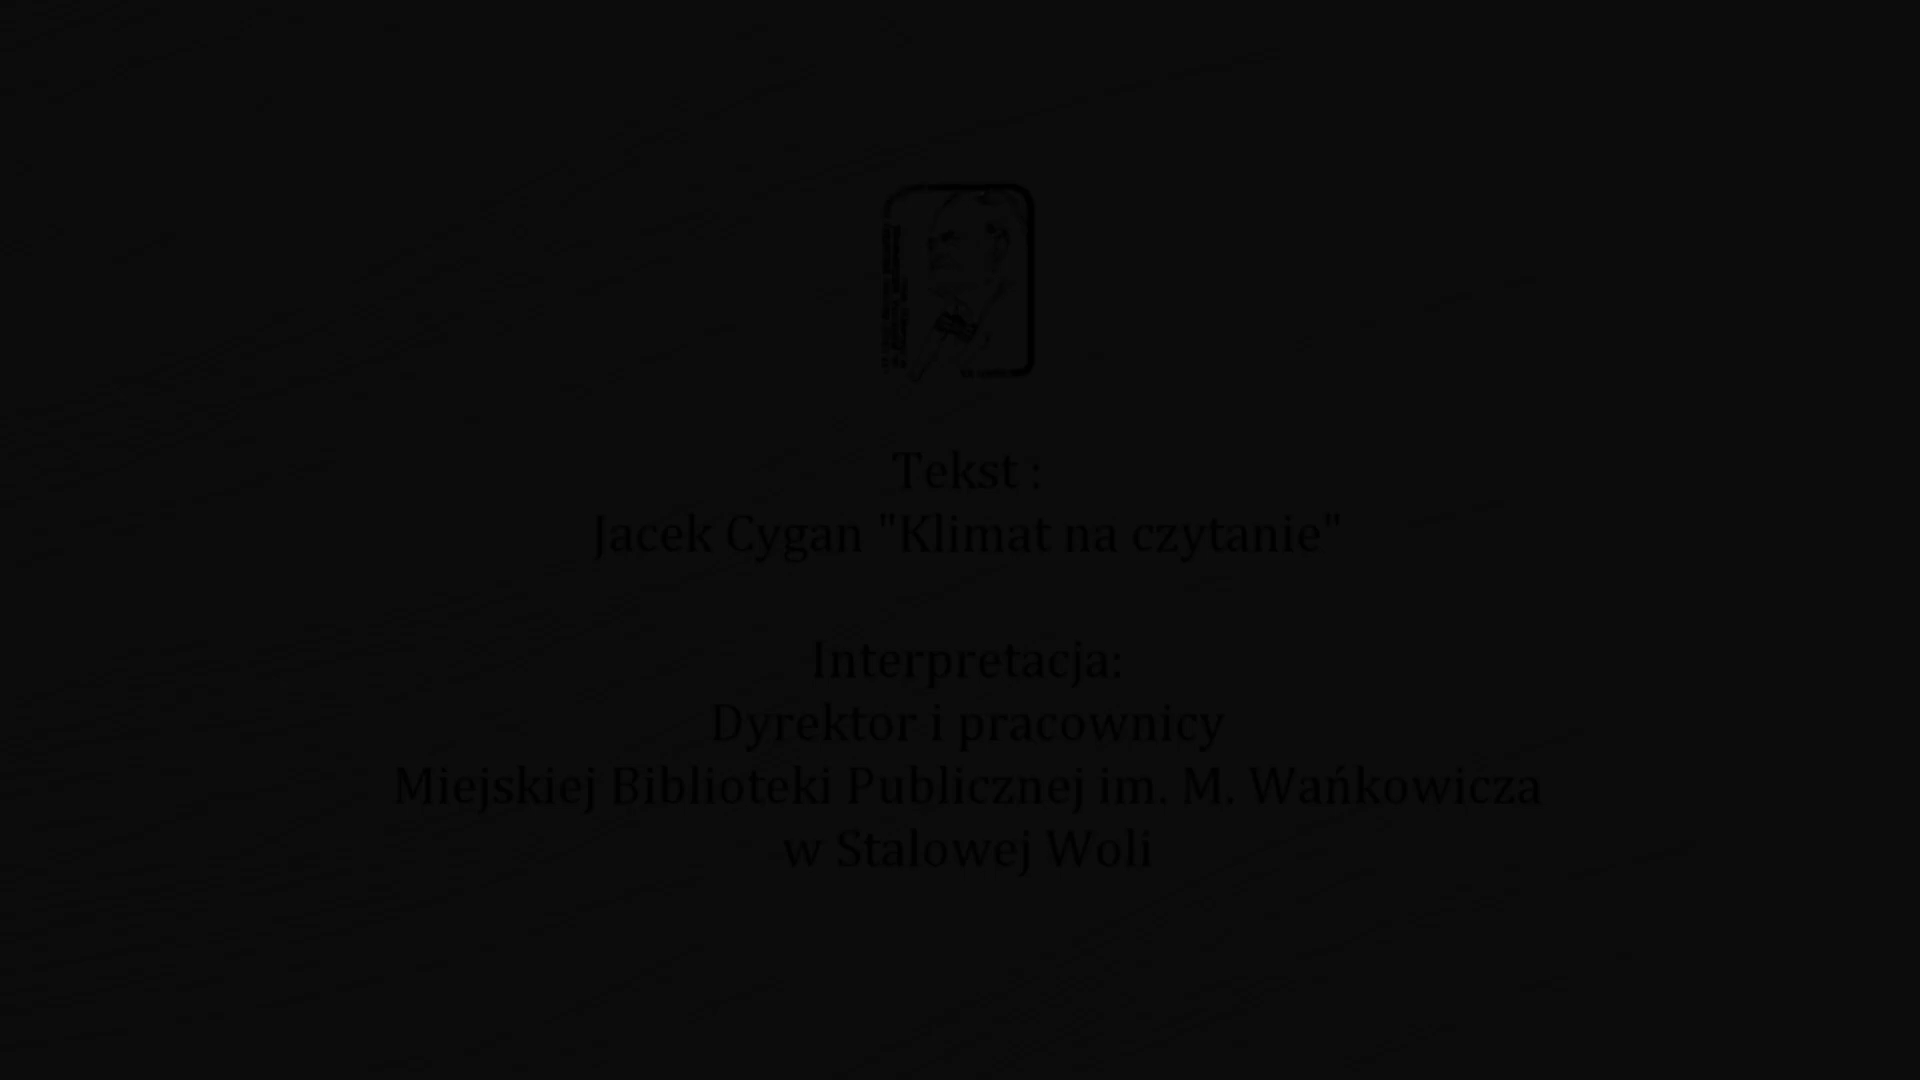 Tekst :
Jacek Cygan "Klimat na czytanie"
Interpretacja:
Dyrektor i pracownicy
Miejskiej Biblioteki Publicznej im. M. Wańkowicza
w Stalowej Woli